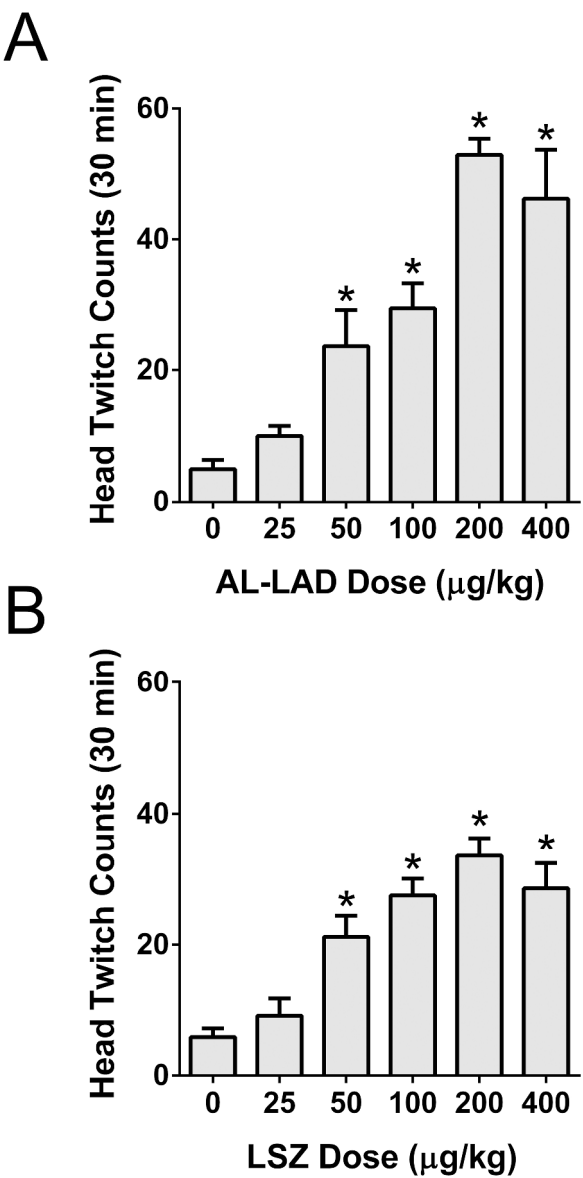 A
Head Twitch Counts (30 min)
60
40
20
0
* * * *
0 25 50 100 200 400
AL-LAD Dose (μg/kg)
B
Head Twitch Counts (30 min)
60
40
20
0
* * * *
0 25 50 100 200 400
LSZ Dose (μg/kg)